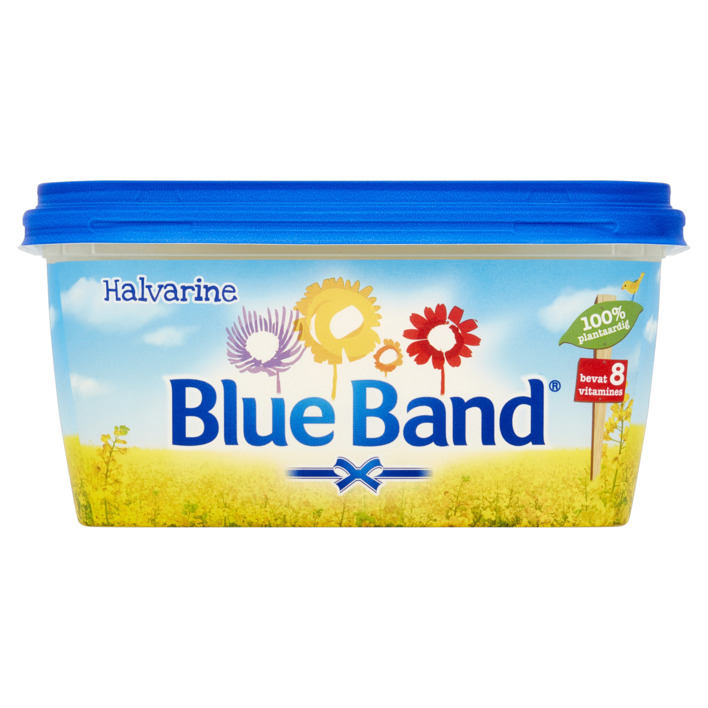 Halvarine
100%
plantaardig
bevat 8
vitamines
Blue Band®